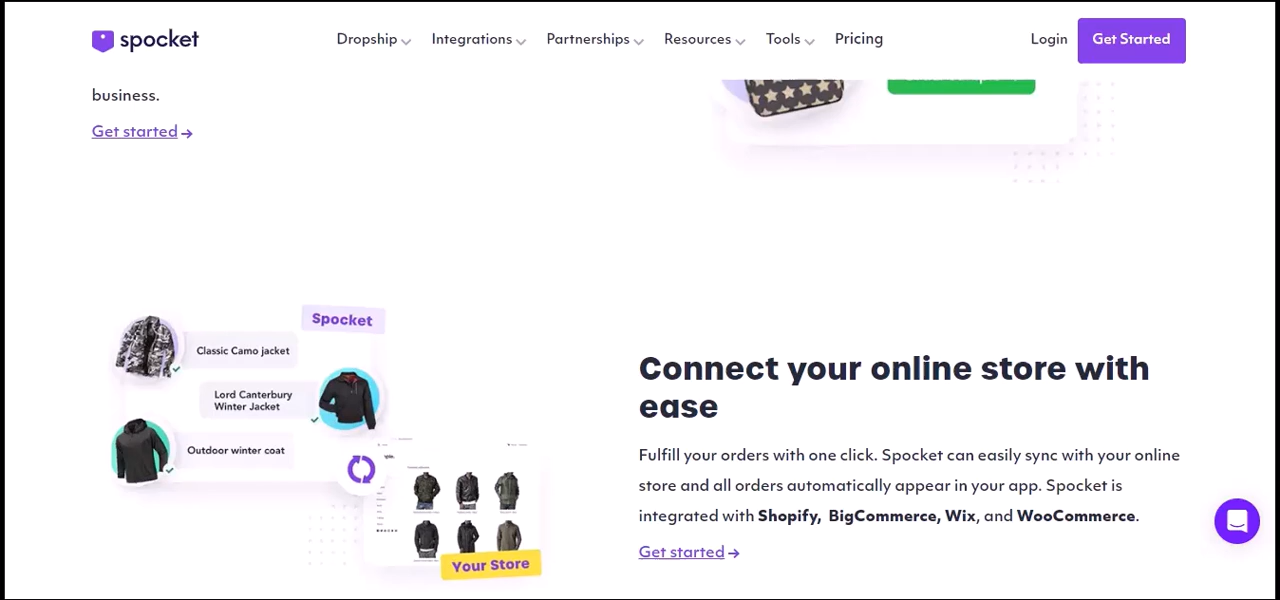 spocket
Dropship
Integrations
Partnerships
Resources
Tools
Pricing
Login
Get Started
business.
Get started →
Spocket
Classic Camo jacket
Lord Canterbury
Winter Jacket
Outdoor winter coat
Your Store
Connect your online store with
ease
Fulfill your orders with one click. Spocket can easily sync with your online
store and all orders automatically appear in your app. Spocket is
integrated with Shopify, BigCommerce, Wix, and WooCommerce.
Get started →